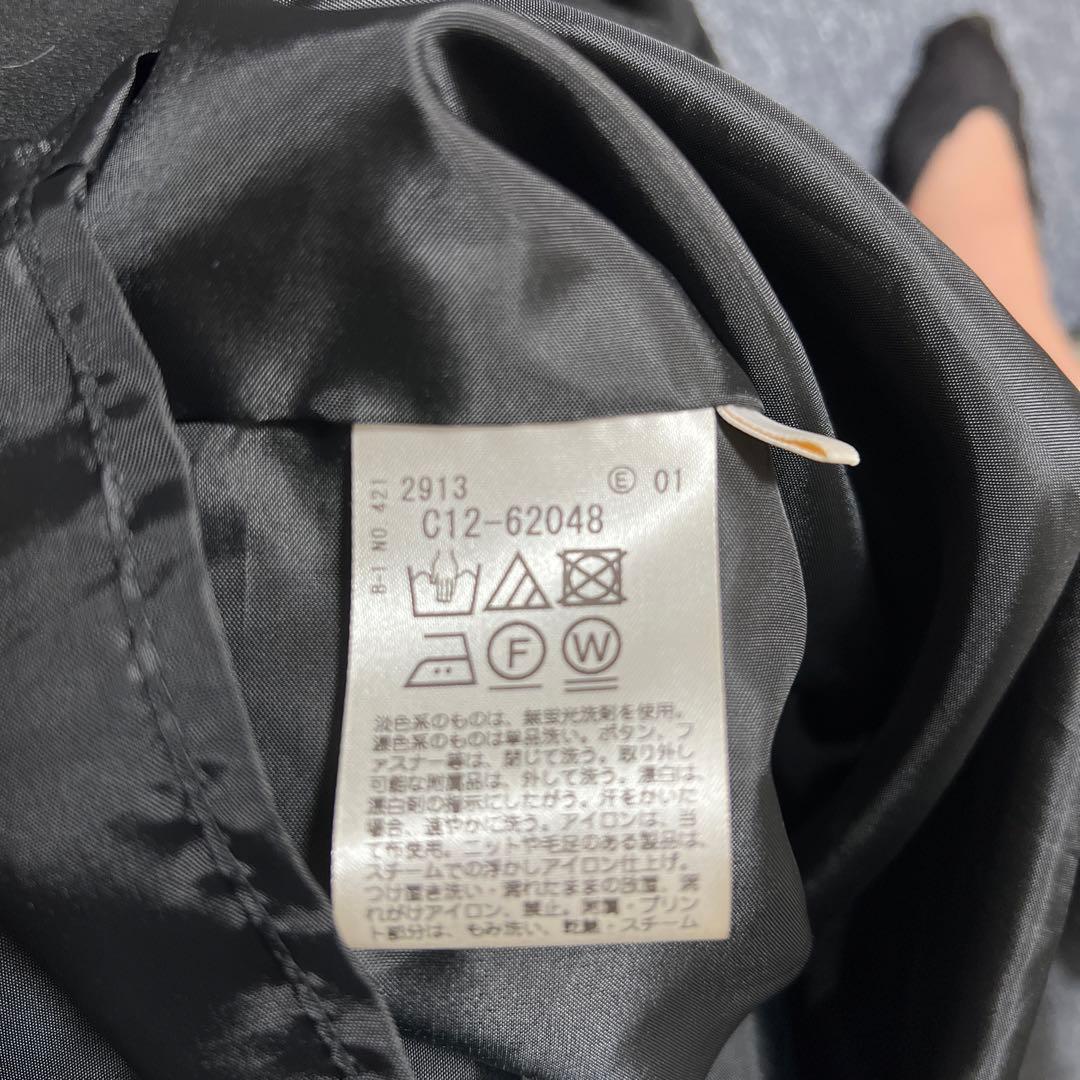 2913 Ⓔ 01
C12-62048
B-1 NO 421
F W
淡色系のものは、無蛍光洗剤を使用。
濃色系のものは単品洗い。ボタン、フ
ァスナー等は、閉じて洗う。取り外し
可能な付属品は、外して洗う。漂白は、
漂白剤の指示にしたがう。汗をかいた
場合、速やかに洗う。アイロンは、当
て布使用。ニットや毛足のある製品は、
スチームでの浮かしアイロン仕上げ。
つけ置き洗い・濡れたままの放置、濡
れがけアイロン、禁止。附属・プリン
ト部分は、もみ洗い、乾熱・スチーム